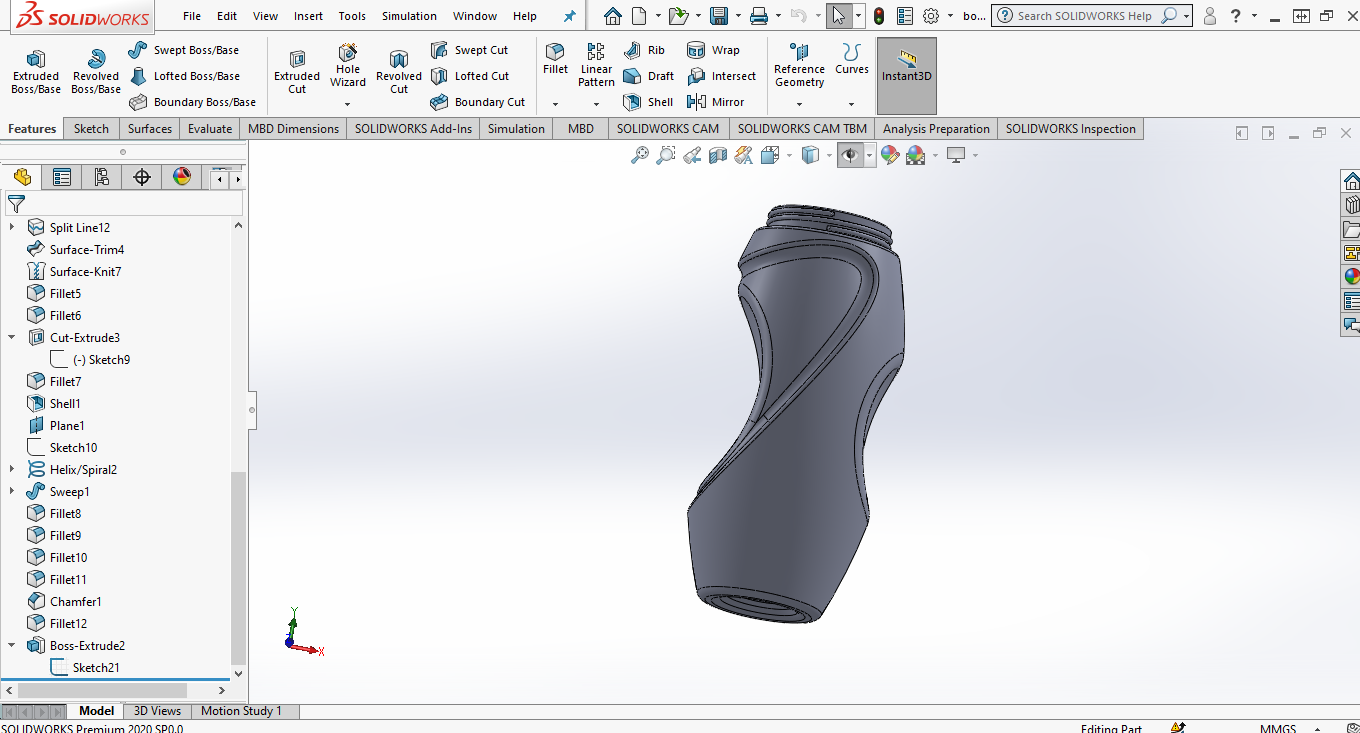 SOLIDWORKS File Edit View Insert Tools Simulation Window Help bo... Search SOLIDWORKS Help ?
Extruded Boss/Base
Revolved Boss/Base
Swept Boss/Base
Lofted Boss/Base
Boundary Boss/Base
Extruded Cut
Hole Wizard
Revolved Cut
Swept Cut
Lofted Cut
Boundary Cut
Fillet
Linear Pattern
Rib
Draft
Shell
Wrap
Intersect
Mirror
Reference Geometry
Curves
Instant3D
Features Sketch Surfaces Evaluate MBD Dimensions SOLIDWORKS Add-Ins Simulation MBD SOLIDWORKS CAM SOLIDWORKS CAM TBM Analysis Preparation SOLIDWORKS Inspection
Split Line12
Surface-Trim4
Surface-Knit7
Fillet5
Fillet6
Cut-Extrude3
(-) Sketch9
Fillet7
Shell1
Plane1
Sketch10
Helix/Spiral2
Sweep1
Fillet8
Fillet9
Fillet10
Fillet11
Chamfer1
Fillet12
Boss-Extrude2
Sketch21
Y
X
Model 3D Views Motion Study 1
SOLIDWORKS Premium 2020 SP0.0 Editing Part MMGS